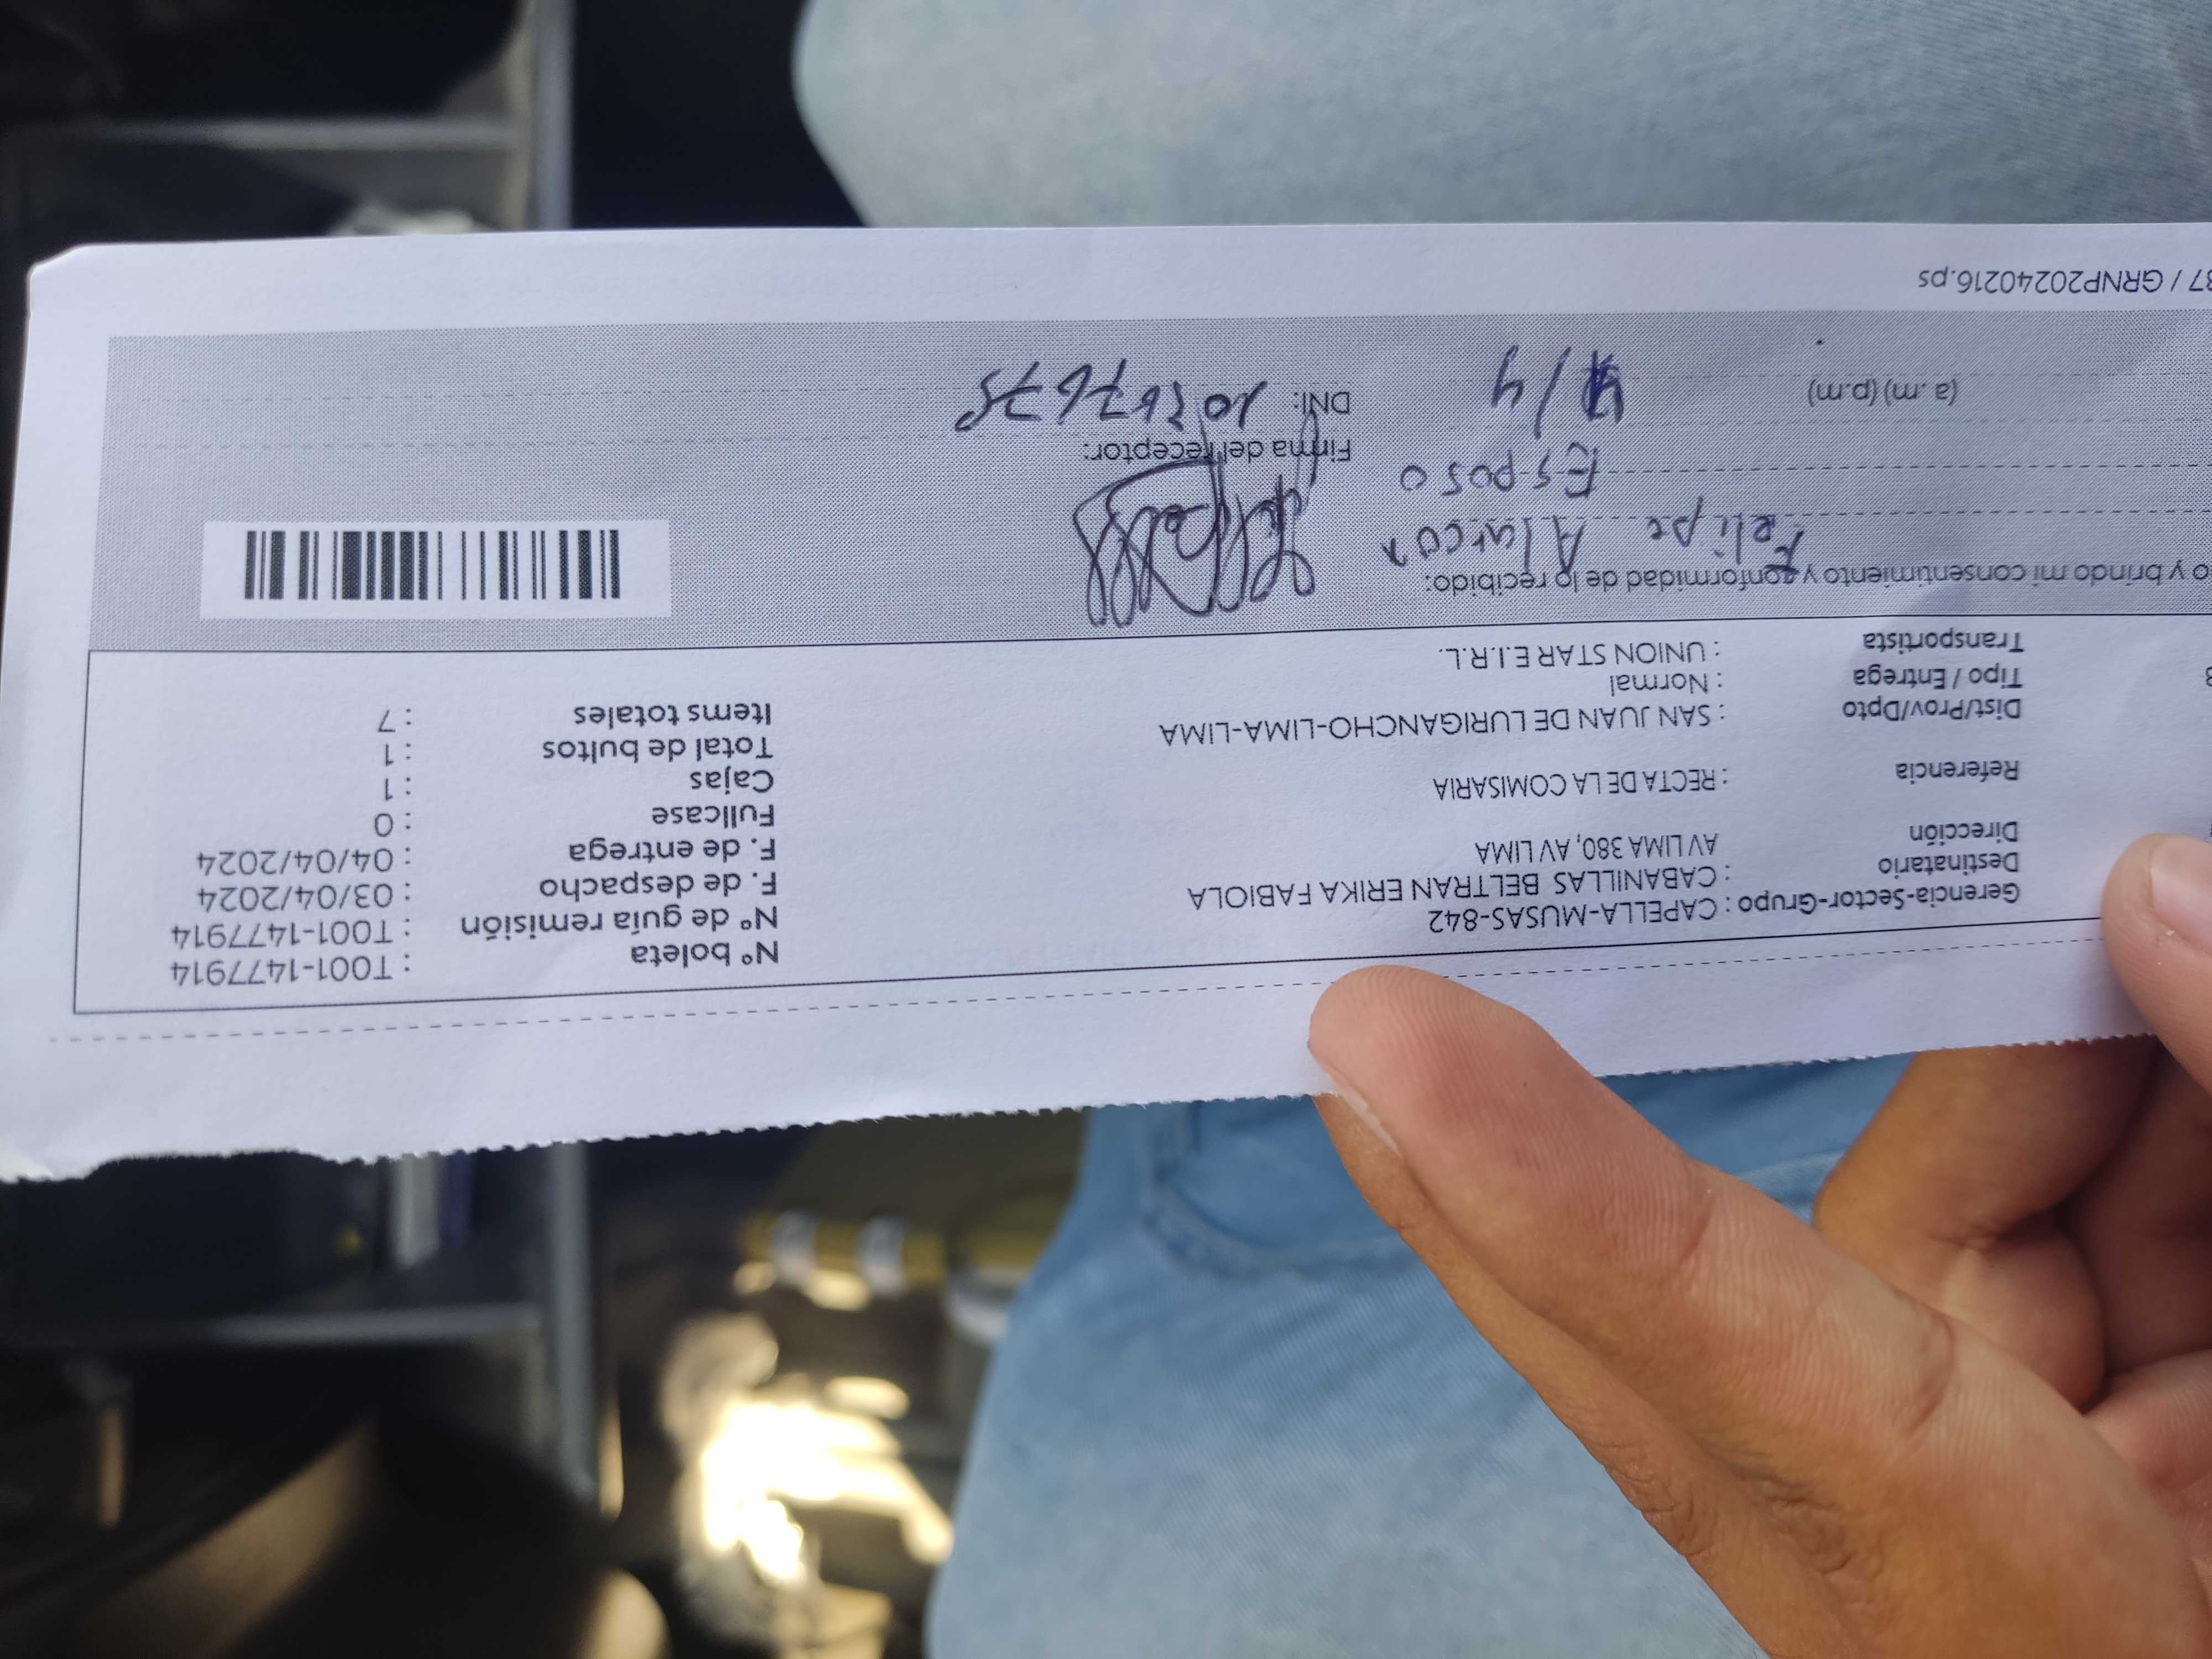 Gerencia-Sector-Grupo : CAPELLA-MUSAS-842
Destinatario : CABANILLAS BELTRAN ERIKA FABIOLA
Dirección AV LIMA 380, AV LIMA
Referencia : RECTA DE LA COMISARIA
Dist/Prov/Dpto : SAN JUAN DE LURIGANCHO-LIMA-LIMA
Tipo / Entrega : Normal
Transportista : UNION STAR E.I.R.L.
N° boleta : T001-1477914
N° de guía remisión : T001-1477914
F. de despacho : 03/04/2024
F. de entrega : 04/04/2024
Fullcase : 0
Cajas : 1
Total de bultos : 1
Items totales : 7
o y brindo mi consentimiento y conformidad de lo recibido:
Felipe Alarcon
Esposo
Firma del receptor:
(a.m) (p.m) 4/4
DNI:
37 / GRNP20240216.ps